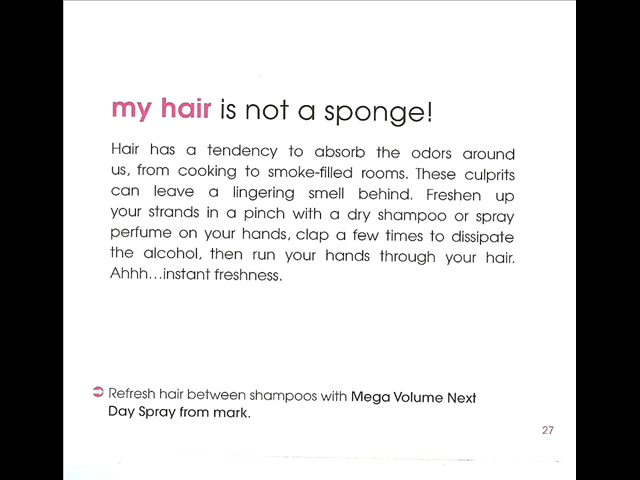 my hair is not a sponge!
Hair has a tendency to absorb the odors around
us, from cooking to smoke-filled rooms. These culprits
can leave a lingering smell behind. Freshen up
your strands in a pinch with a dry shampoo or spray
perfume on your hands, clap a few times to dissipate
the alcohol, then run your hands through your hair.
Ahhh...instant freshness.
Refresh hair between shampoos with Mega Volume Next
Day Spray from mark.
27